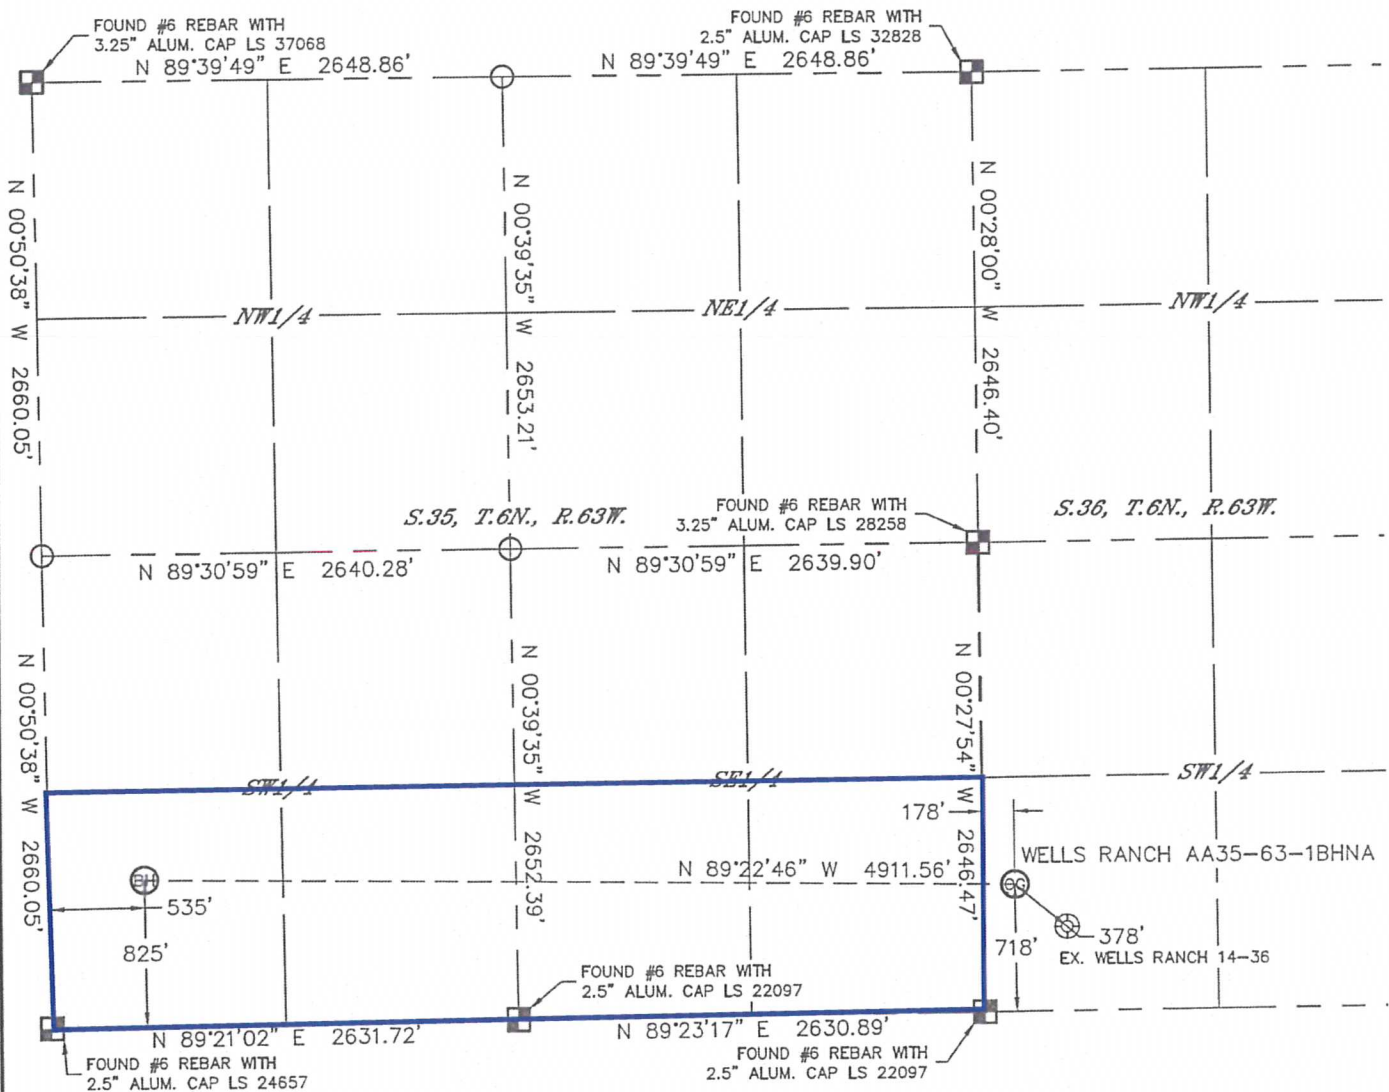 FOUND #6 REBAR WITH
3.25" ALUM. CAP LS 37068
N 89°39'49" E 2648.86'
FOUND #6 REBAR WITH
2.5" ALUM. CAP LS 32828
N 89°39'49" E 2648.86'
N 00°50'38" W 2660.05'
N 00°39'35" W 2653.21'
N 00°28'00" W 2646.40'
NW1/4
NE1/4
NW1/4
S.35, T.6N., R.63W.
FOUND #6 REBAR WITH
3.25" ALUM. CAP LS 28258
S.36, T.6N., R.63W.
N 89°30'59" E 2640.28'
N 89°30'59" E 2639.90'
N 00°50'38" W 2660.05'
N 00°39'35" W 2652.39'
N 00°27'54" W 2646.47'
SW1/4
SE1/4
SW1/4
178'
WELLS RANCH AA35-63-1BHNA
N 89°22'46" W 4911.56'
BH
OG
535'
825'
718'
378'
EX. WELLS RANCH 14-36
FOUND #6 REBAR WITH
2.5" ALUM. CAP LS 22097
N 89°21'02" E 2631.72'
N 89°23'17" E 2630.89'
FOUND #6 REBAR WITH
2.5" ALUM. CAP LS 24657
FOUND #6 REBAR WITH
2.5" ALUM. CAP LS 22097